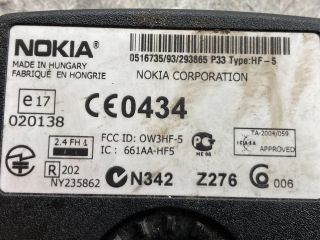 NOKIA
0516735/93/293865 P33 Type:HF-5
MADE IN HUNGARY
FABRIQUÉ EN HONGRIE
NOKIA CORPORATION
e17
020138
CE0434
2.4 FH 1
FCC ID: OW3HF-5
IC : 661AA-HF5
TA-2004/059
ICASA
APPROVED
R 202
NY235862
N342
Z276
006